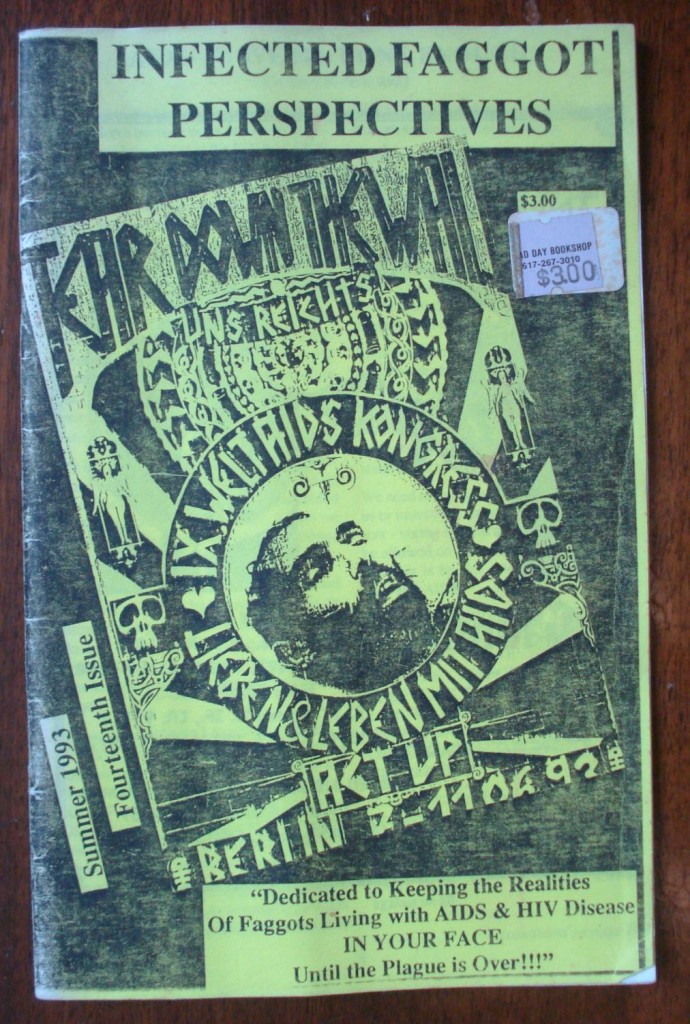 INFECTED FAGGOT
PERSPECTIVES
TEAR DOWN THE WALL
$3.00
AD DAY BOOKSHOP
617-267-3010
$3.00
UNS REICHTS
IX. WELT AIDS KONGRESS
LIEBEN & LEBEN MIT AIDS
ACT UP
BERLIN
Summer 1993
Fourteenth Issue
“Dedicated to Keeping the Realities
Of Faggots Living with AIDS & HIV Disease
IN YOUR FACE
Until the Plague is Over!!!”